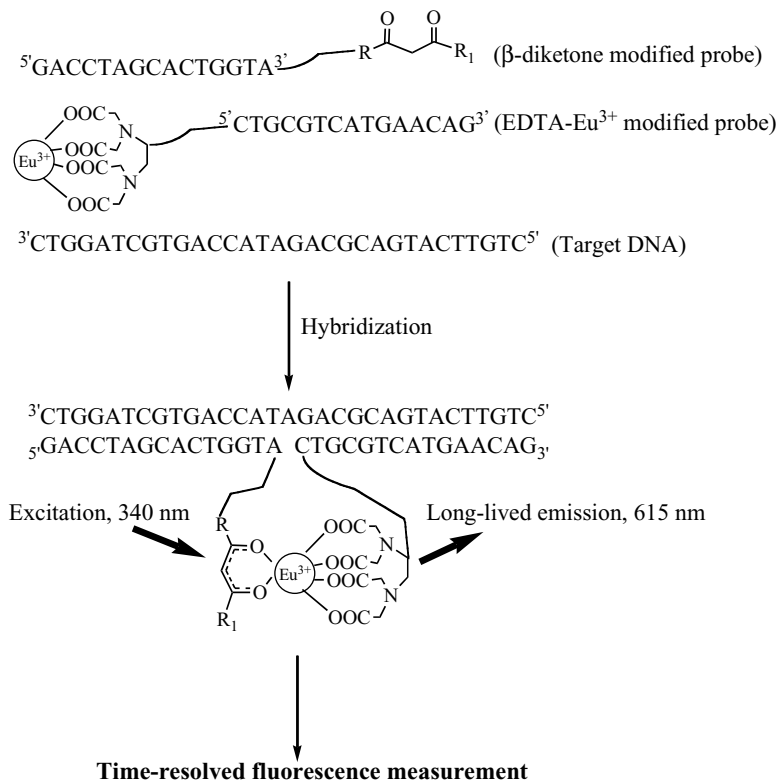 O O
5'GACCTAGCACTGGTA3' R R1 (β-diketone modified probe)
OOC
N 5'CTGCGTCATGAACAG3' (EDTA-Eu3+ modified probe)
OOC
Eu3+ OOC
N
OOC
3'CTGGATCGTGACCATAGACGCAGTACTTGTC5' (Target DNA)
Hybridization
3'CTGGATCGTGACCATAGACGCAGTACTTGTC5'
5'GACCTAGCACTGGTA CTGCGTCATGAACAG3'
Excitation, 340 nm R OOC Long-lived emission, 615 nm
O N
OOC
Eu3+ OOC
O N
R1 OOC
Time-resolved fluorescence measurement